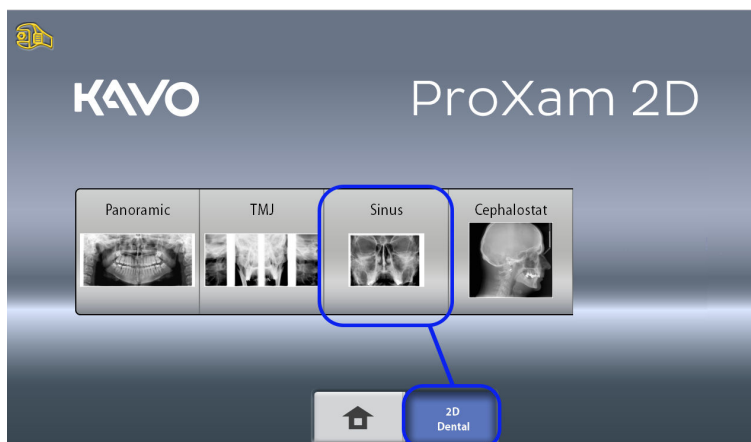 KAVO
ProXam 2D
Panoramic
TMJ
Sinus
Cephalostat
2D
Dental